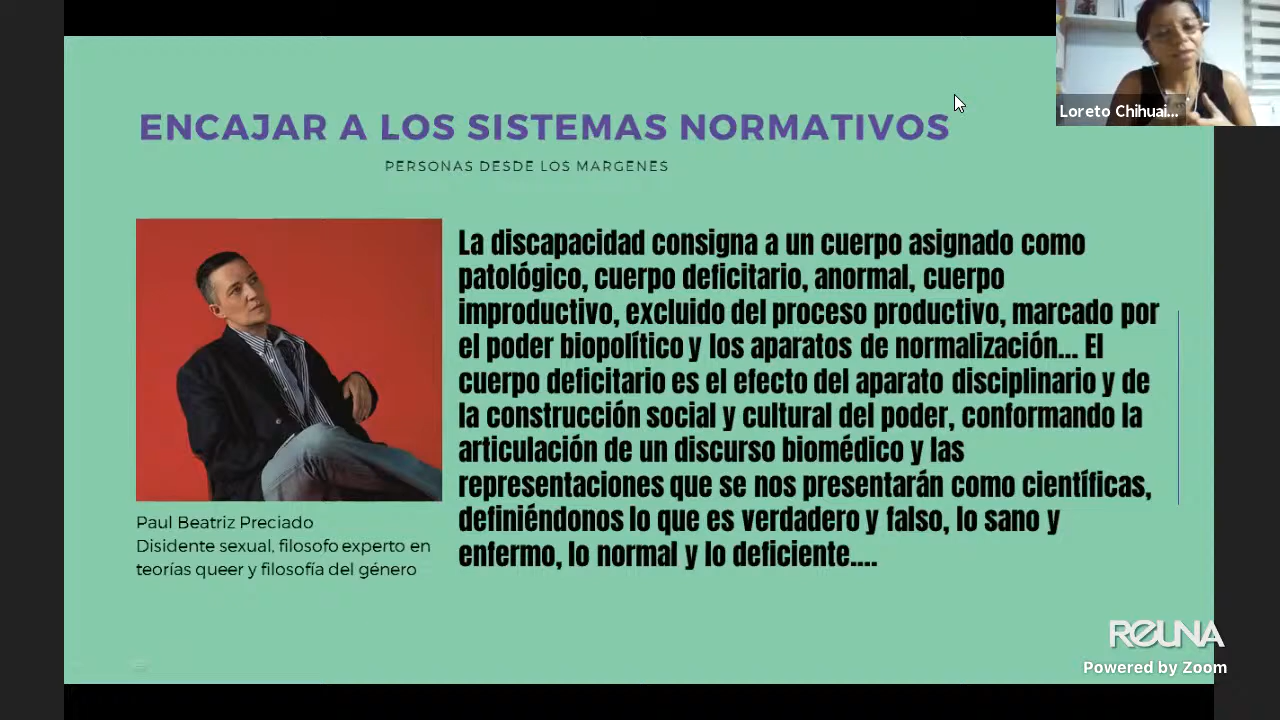 ENCAJAR A LOS SISTEMAS NORMATIVOS
PERSONAS DESDE LOS MARGENES
La discapacidad consigna a un cuerpo asignado como
patológico, cuerpo deficitario, anormal, cuerpo
improductivo, excluido del proceso productivo, marcado por
el poder biopolítico y los aparatos de normalización... El
cuerpo deficitario es el efecto del aparato disciplinario y de
la construcción social y cultural del poder, conformando la
articulación de un discurso biomédico y las
representaciones que se nos presentarán como científicas,
definiéndonos lo que es verdadero y falso, lo sano y
enfermo, lo normal y lo deficiente....
Paul Beatriz Preciado
Disidente sexual, filosofo experto en
teorías queer y filosofía del género
Loreto Chihuai...
REUNA
Powered by Zoom